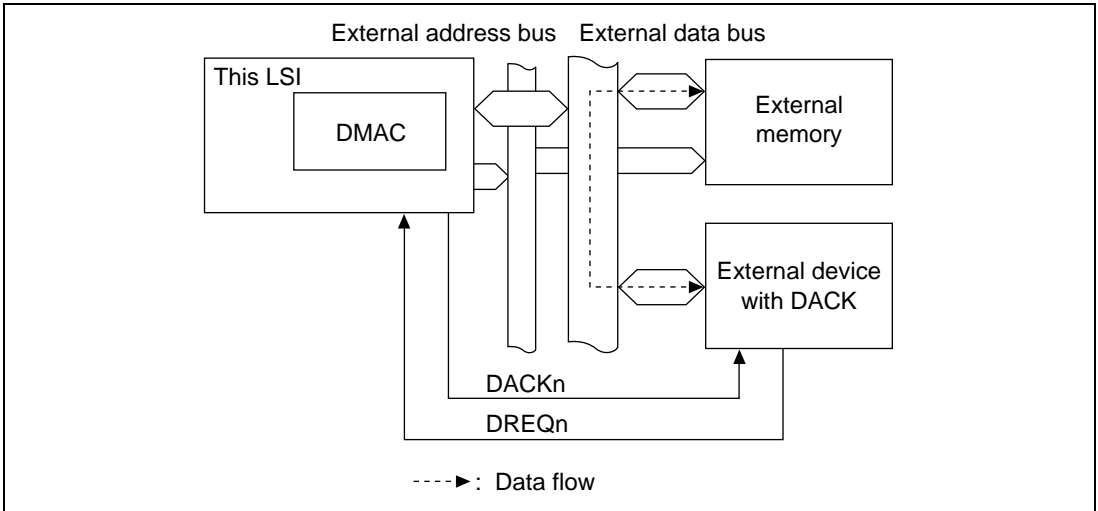 External address bus
External data bus
This LSI
DMAC
External
memory
External device
with DACK
DACKn
DREQn
: Data flow